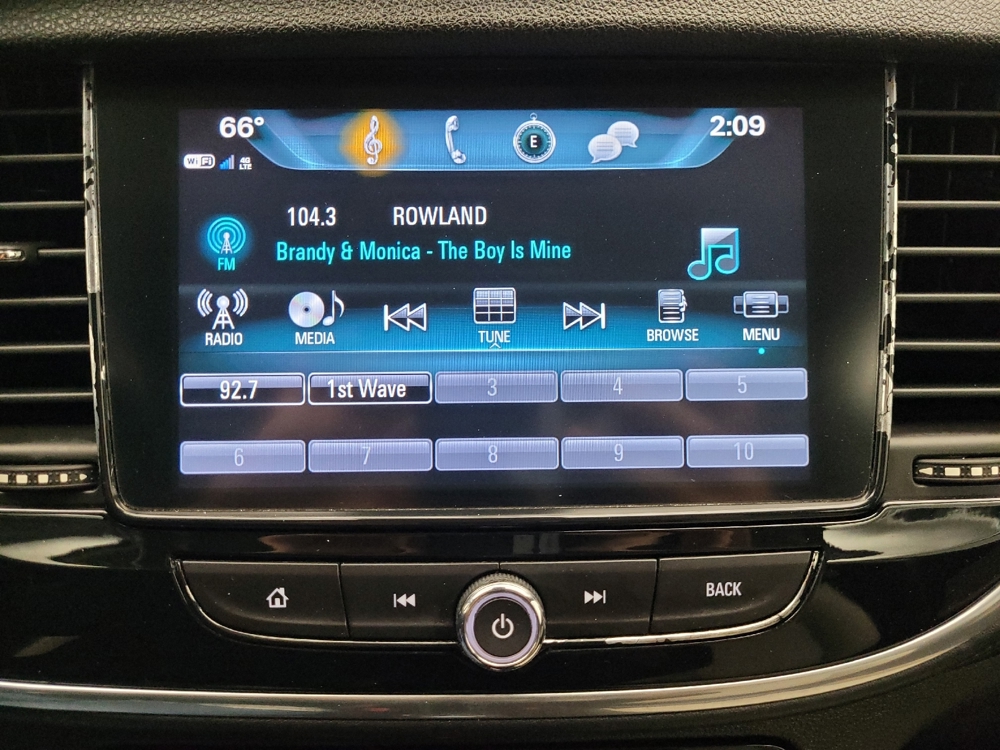 66° 2:09
WiFi 4G LTE
E
104.3 ROWLAND
Brandy & Monica - The Boy Is Mine
FM
RADIO MEDIA TUNE BROWSE MENU
92.7 1st Wave 3 4 5
6 7 8 9 10
BACK